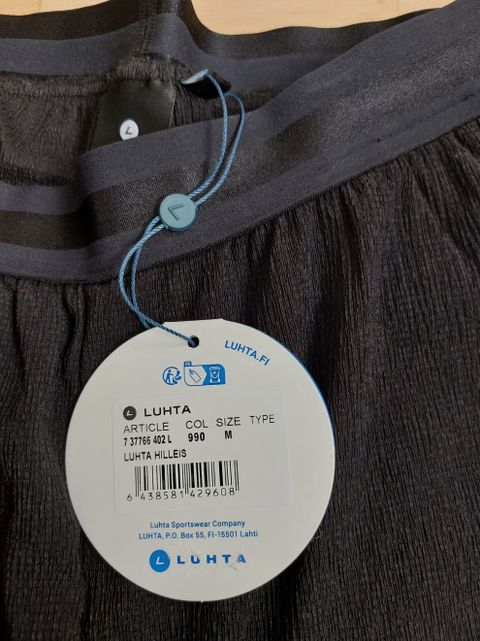 LUHTA.FI
LUHTA
ARTICLE COL SIZE TYPE
7 37766 402 L 990 M
LUHTA HILLEIS
6 438581 429608
Luhta Sportswear Company
LUHTA, P.O. Box 55, FI-15501 Lahti
LUHTA